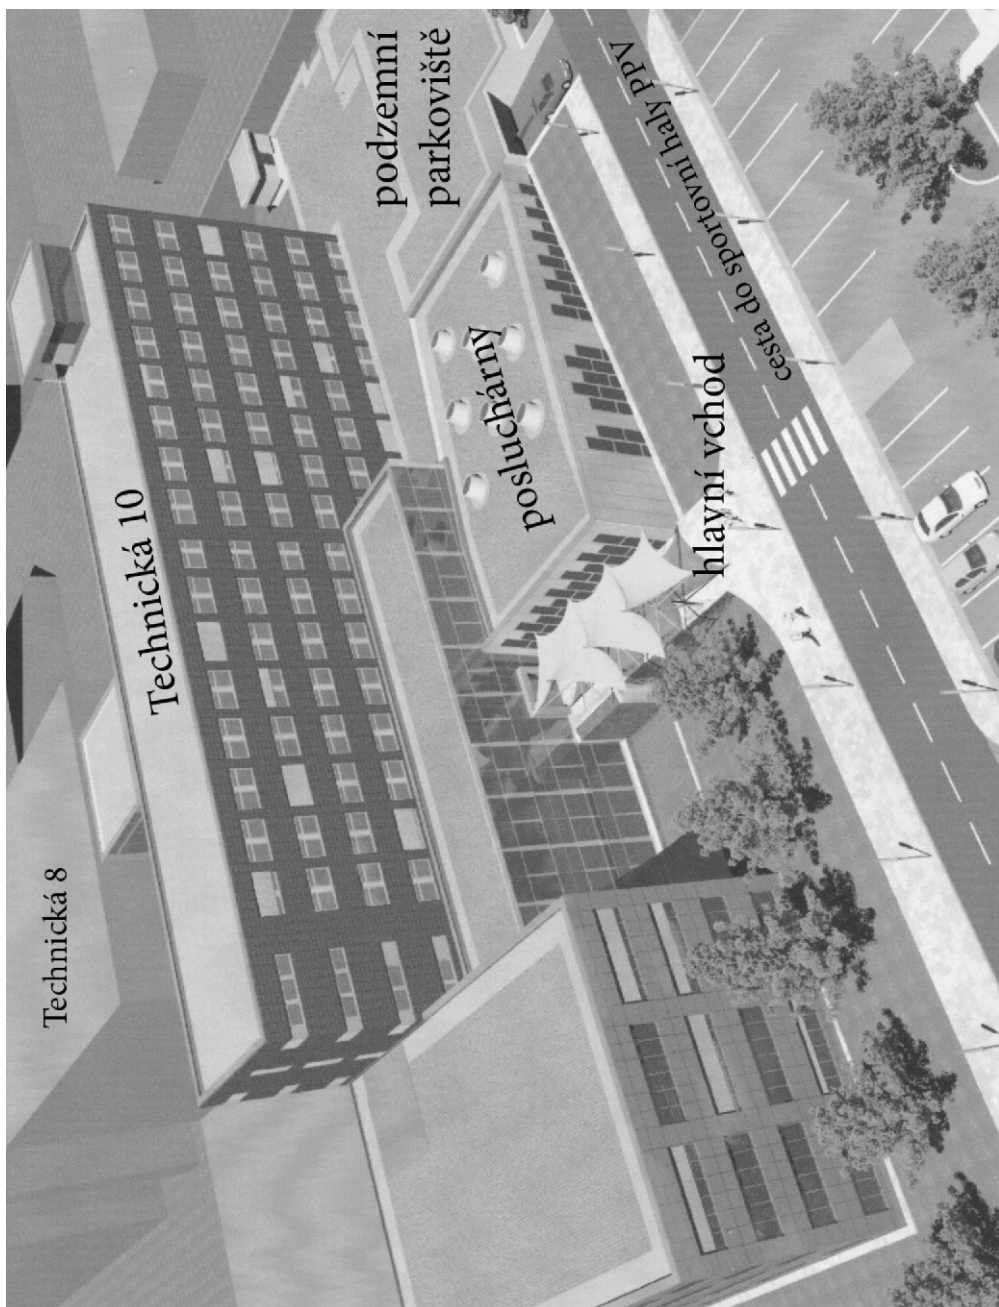 Technická 8
Technická 10
podzemní
parkoviště
posluchárny
hlavní vchod
cesta do sportovní haly PPV